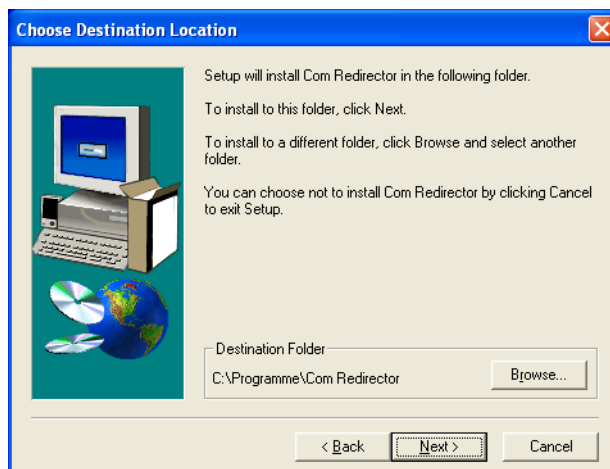 Choose Destination Location
Setup will install Com Redirector in the following folder.
To install to this folder, click Next.
To install to a different folder, click Browse and select another
folder.
You can choose not to install Com Redirector by clicking Cancel
to exit Setup.
Destination Folder
C:\Programme\Com Redirector
Browse...
< Back
Next >
Cancel